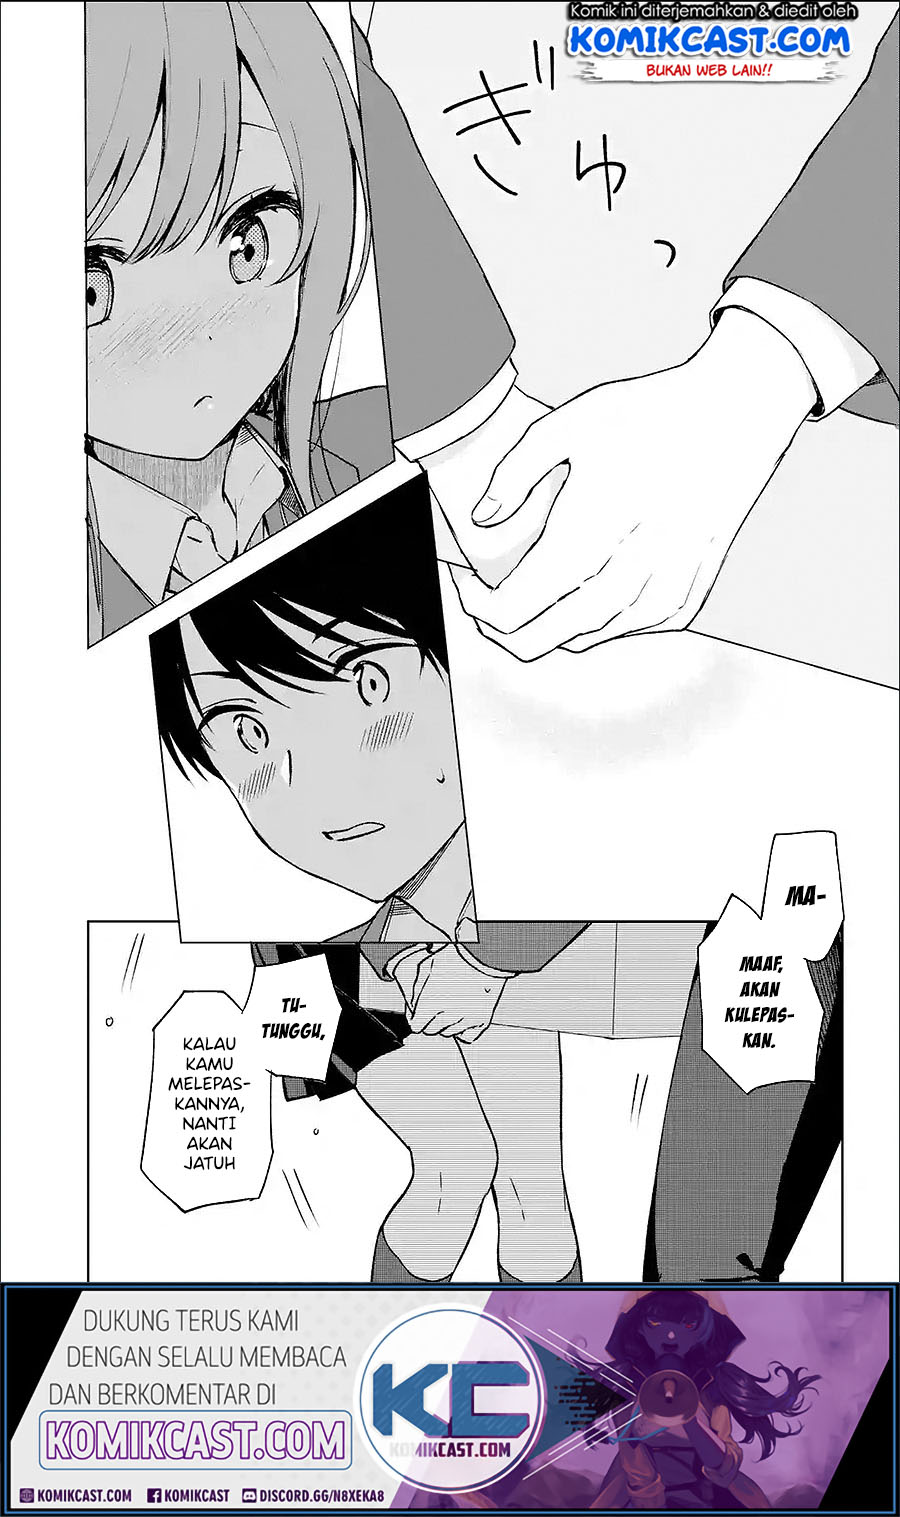 Komik ini diterjemahkan & diedit oleh
KOMIKCAST.COM
BUKAN WEB LAIN!!
ぎゅっ
MA-
MAAF,
AKAN
KULEPAS-
KAN.
TU-
TUNGGU,
KALAU
KAMU
MELEPAS-
KANNYA,
NANTI
AKAN
JATUH
DUKUNG TERUS KAMI
DENGAN SELALU MEMBACA
DAN BERKOMENTAR DI
KOMIKCAST.COM
KC
KOMIKCAST.COM
KOMIKCAST.COM KOMIKCAST DISCORD.GG/N8XEKA8